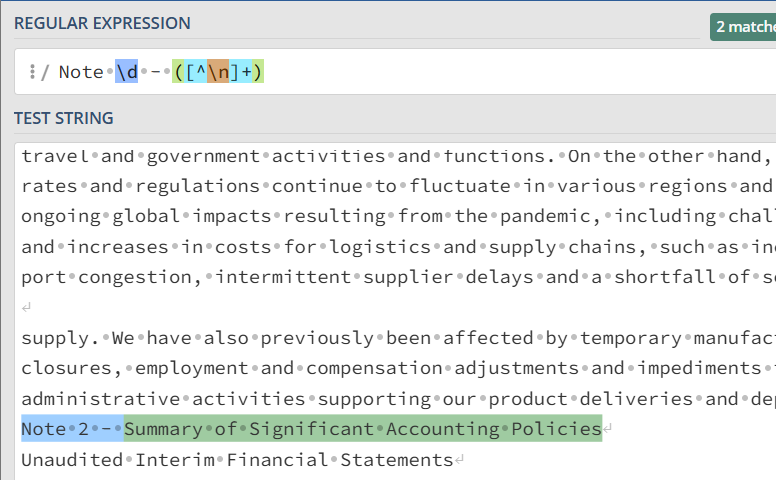 REGULAR EXPRESSION
2 matche
/ Note \d - ([^\n]+)
TEST STRING
travel and government activities and functions. On the other hand,
rates and regulations continue to fluctuate in various regions and
ongoing global impacts resulting from the pandemic, including chal
and increases in costs for logistics and supply chains, such as in
port congestion, intermittent supplier delays and a shortfall of s
supply. We have also previously been affected by temporary manufac
closures, employment and compensation adjustments and impediments
administrative activities supporting our product deliveries and de
Note 2 - Summary of Significant Accounting Policies
Unaudited Interim Financial Statements